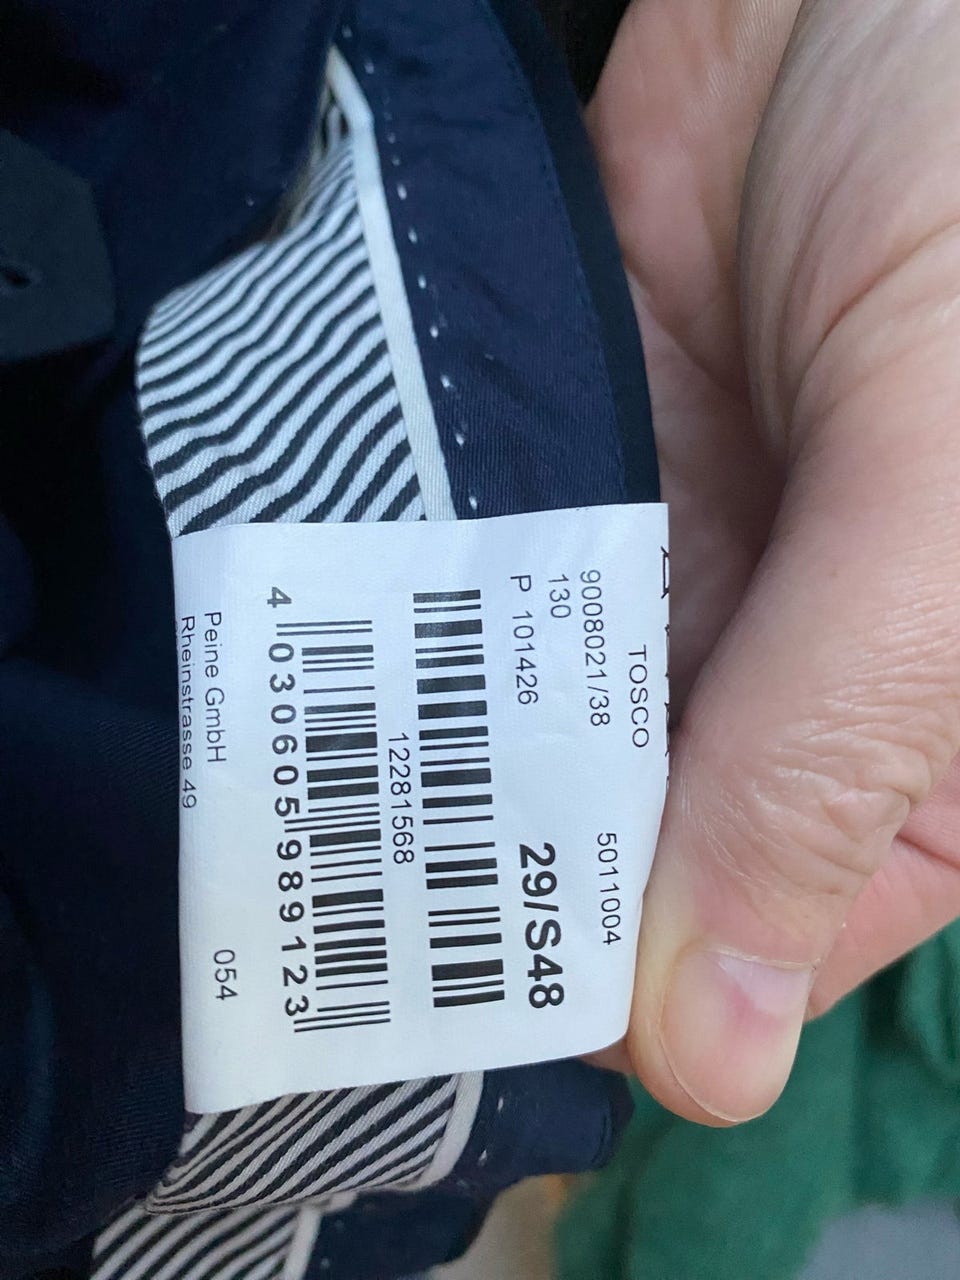 TOSCO
9008021/38 5011004
130
P 101426 29/S48
12281568
4 030605 989123
Peine GmbH 054
Rheinstrasse 49